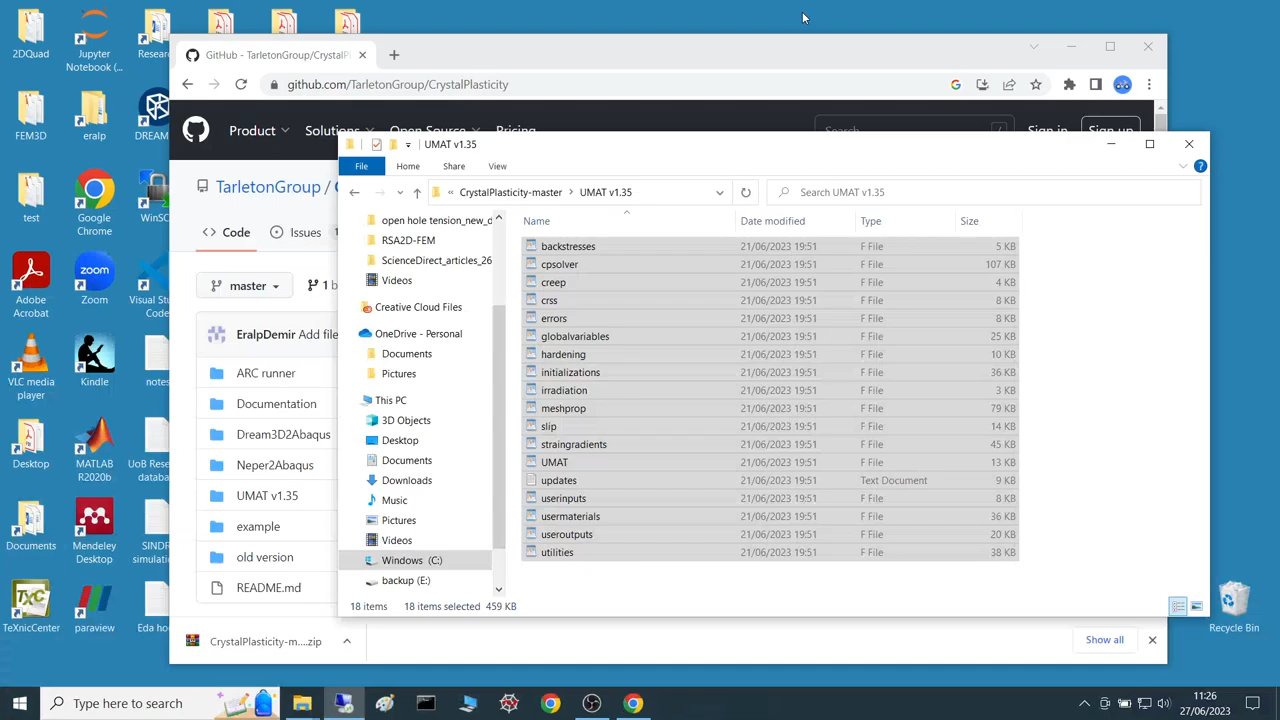 2DQuad
Jupyter
Notebook (...
Researc
FEM3D
eralp
DREAM
test
Google
Chrome
WinSC
Adobe
Acrobat
Zoom
Visual Stu
Code
VLC media
player
Kindle
notes
Desktop
MATLAB
R2020b
UoB Resea
databa
Documents
Mendeley
Desktop
SINDR
simulatio
TeXnicCenter
paraview
Eda ho
Recycle Bin
GitHub - TarletonGroup/CrystalPl
github.com/TarletonGroup/CrystalPlasticity
Product
Solutions
Open Source
Pricing
Search
/
Sign in
Sign up
TarletonGroup /
Code
Issues
master
1 b
EralpDemir Add file
ARC runner
Documentation
Dream3D2Abaqus
Neper2Abaqus
UMAT v1.35
example
old version
README.md
CrystalPlasticity-m....zip
Show all
UMAT v1.35
File
Home
Share
View
« CrystalPlasticity-master > UMAT v1.35
Search UMAT v1.35
open hole tension_new_d
RSA2D-FEM
ScienceDirect_articles_26
Videos
Creative Cloud Files
OneDrive - Personal
Documents
Pictures
This PC
3D Objects
Desktop
Documents
Downloads
Music
Pictures
Videos
Windows (C:)
backup (E:)
Name Date modified Type Size
backstresses 21/06/2023 19:51 F File 5 KB
cpsolver 21/06/2023 19:51 F File 107 KB
creep 21/06/2023 19:51 F File 4 KB
crss 21/06/2023 19:51 F File 8 KB
errors 21/06/2023 19:51 F File 8 KB
globalvariables 21/06/2023 19:51 F File 25 KB
hardening 21/06/2023 19:51 F File 10 KB
initializations 21/06/2023 19:51 F File 36 KB
irradiation 21/06/2023 19:51 F File 3 KB
meshprop 21/06/2023 19:51 F File 79 KB
slip 21/06/2023 19:51 F File 14 KB
straingradients 21/06/2023 19:51 F File 45 KB
UMAT 21/06/2023 19:51 F File 13 KB
updates 21/06/2023 19:51 Text Document 9 KB
userinputs 21/06/2023 19:51 F File 8 KB
usermaterials 21/06/2023 19:51 F File 36 KB
useroutputs 21/06/2023 19:51 F File 20 KB
utilities 21/06/2023 19:51 F File 38 KB
18 items 18 items selected 459 KB
Type here to search
11:26
27/06/2023